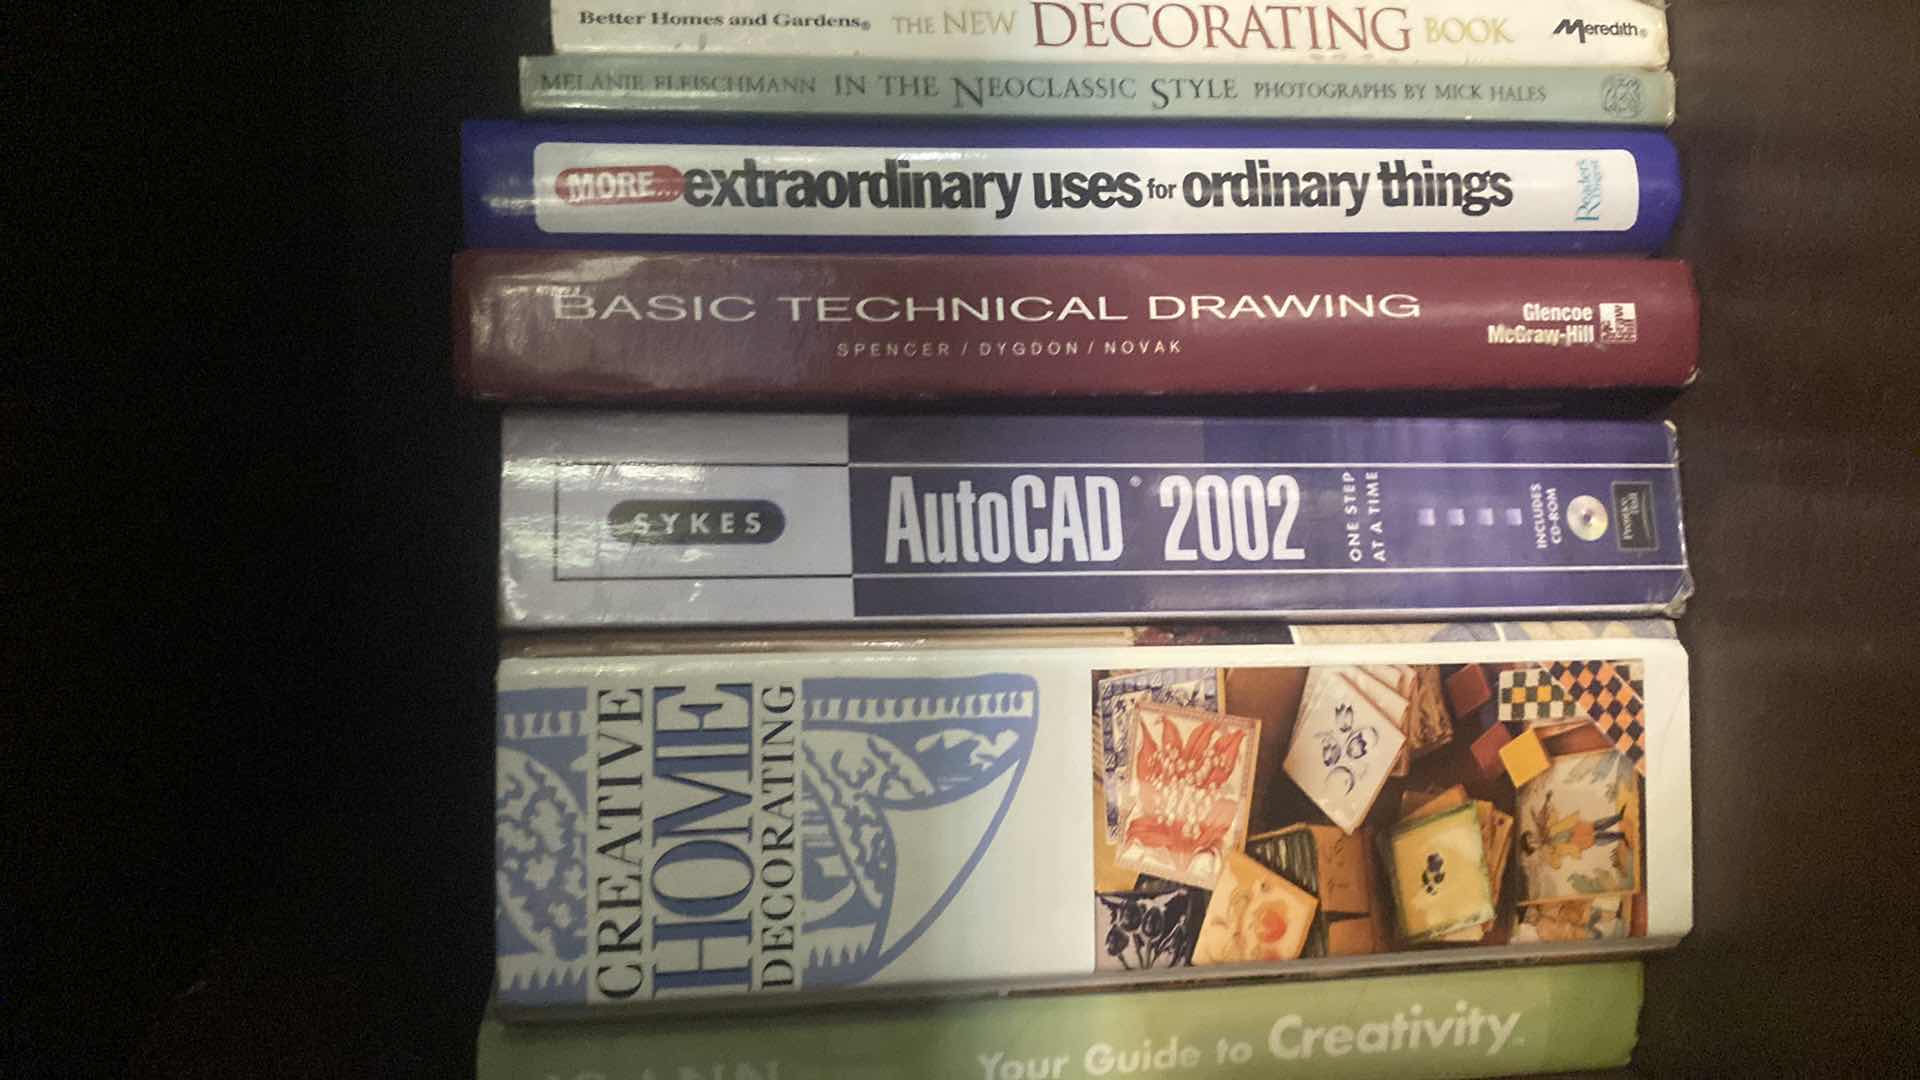 Better Homes and Gardens® THE NEW DECORATING BOOK Meredith®
MELANIE FLEISCHMANN IN THE NEOCLASSIC STYLE PHOTOGRAPHS BY MICK HALES
MORE... extraordinary uses for ordinary things Reader's Digest
BASIC TECHNICAL DRAWING
SPENCER / DYGDON / NOVAK
Glencoe
McGraw-Hill
SYKES
AutoCAD® 2002
ONE STEP
AT A TIME
INCLUDES
CD-ROM
CREATIVE
HOME
DECORATING
Your Guide to Creativity